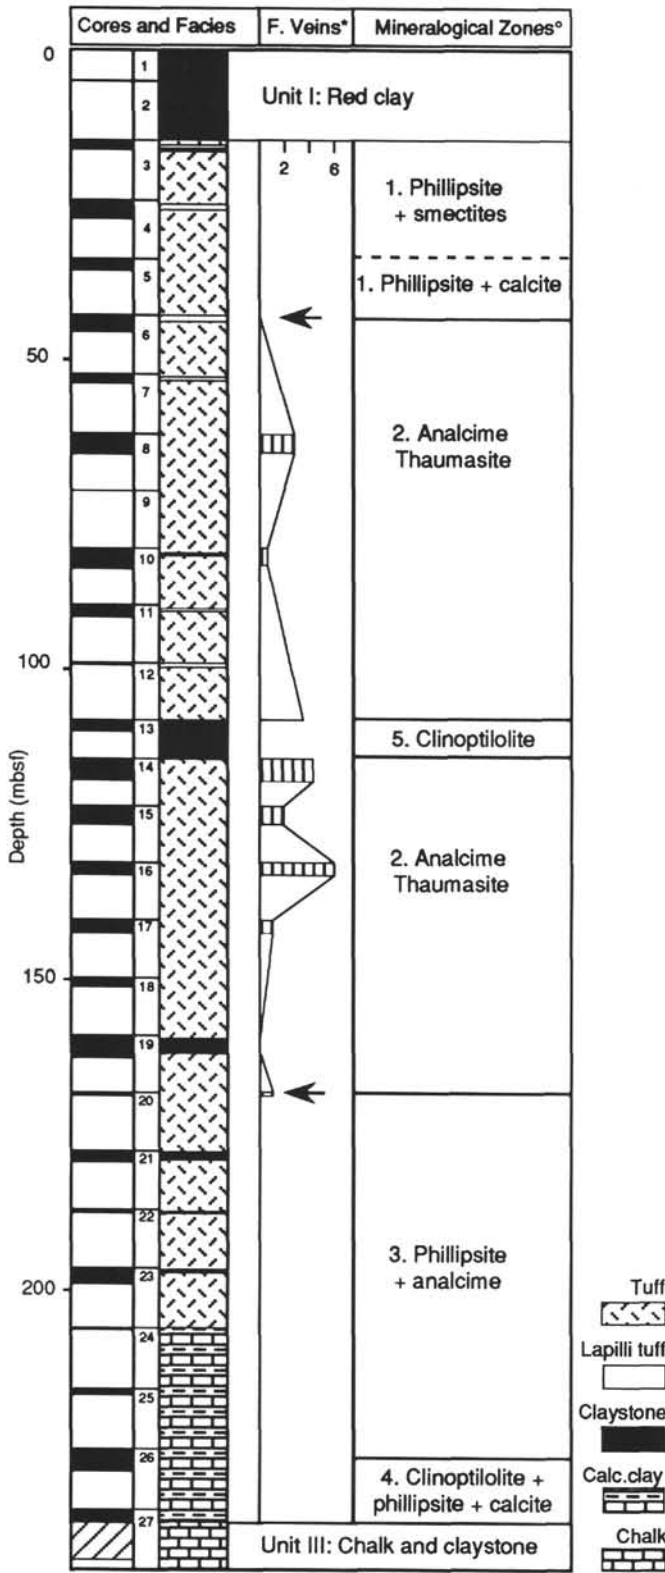 Cores and Facies F. Veins* Mineralogical Zones°
0
1
2
Unit I: Red clay
2 6
3
1. Phillipsite
+ smectites
4
5
1. Phillipsite + calcite
6
50
7
8
2. Analcime
Thaumasite
9
10
11
100
12
13
5. Clinoptilolite
14
Depth (mbsf)
15
16
2. Analcime
Thaumasite
17
150
18
19
20
21
22
3. Phillipsite
+ analcime
23
200
24
25
26
4. Clinoptilolite +
phillipsite + calcite
27
Unit III: Chalk and claystone
Tuff
Lapilli tuff
Claystone
Calc.clay
Chalk